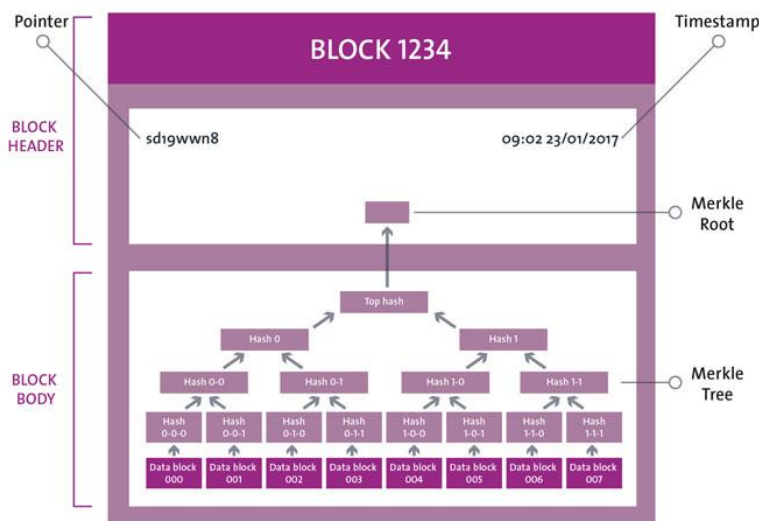 Pointer
Timestamp
BLOCK 1234
BLOCK
HEADER
sd19wwn8
09:02 23/01/2017
Merkle
Root
BLOCK
BODY
Top hash
Hash 0
Hash 1
Hash 0-0
Hash 0-1
Hash 1-0
Hash 1-1
Merkle
Tree
Hash
0-0-0
Hash
0-0-1
Hash
0-1-0
Hash
0-1-1
Hash
1-0-0
Hash
1-0-1
Hash
1-1-0
Hash
1-1-1
Data block
000
Data block
001
Data block
002
Data block
003
Data block
004
Data block
005
Data block
006
Data block
007